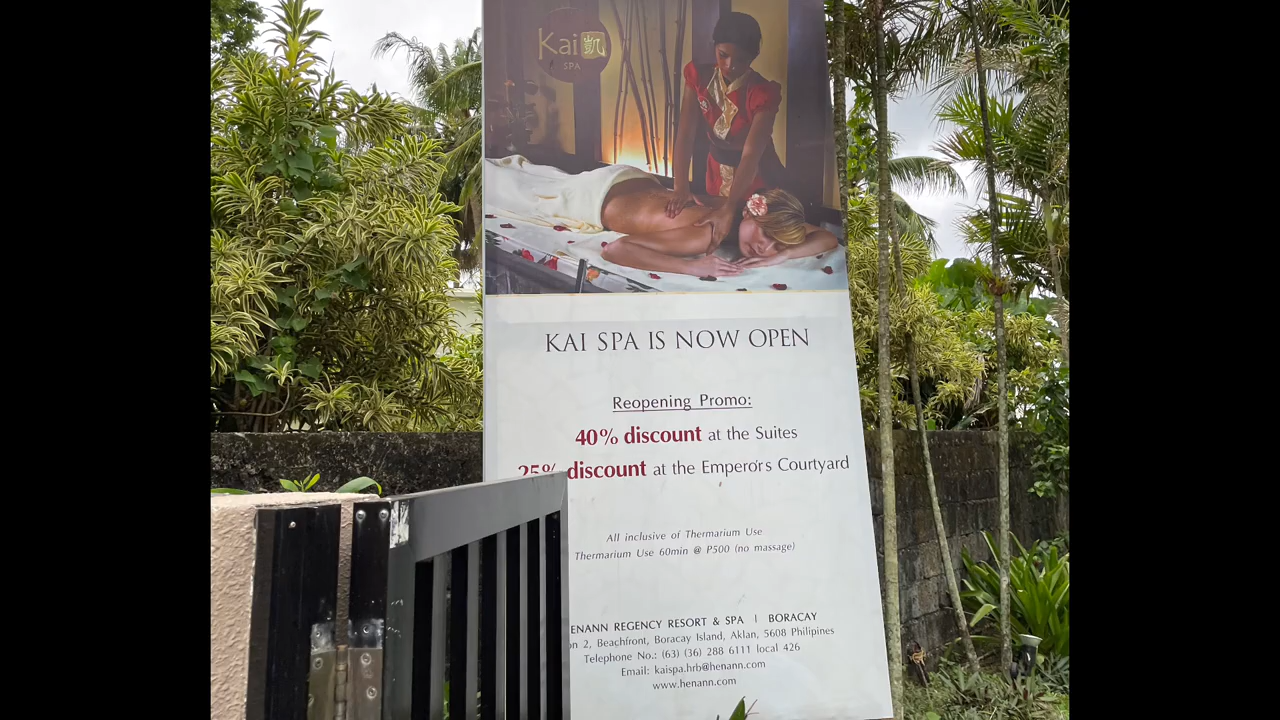 Kai 凯
SPA
KAI SPA IS NOW OPEN
Reopening Promo:
40% discount at the Suites
25% discount at the Emperor's Courtyard
All inclusive of Thermarium Use
Thermarium Use 60min @ P500 (no massage)
ENANN REGENCY RESORT & SPA | BORACAY
on 2, Beachfront, Boracay Island, Aklan, 5608 Philipines
Telephone No.: (63) (36) 288 6111 local 426
Email: kaispa.hrb@henann.com
www.henann.com